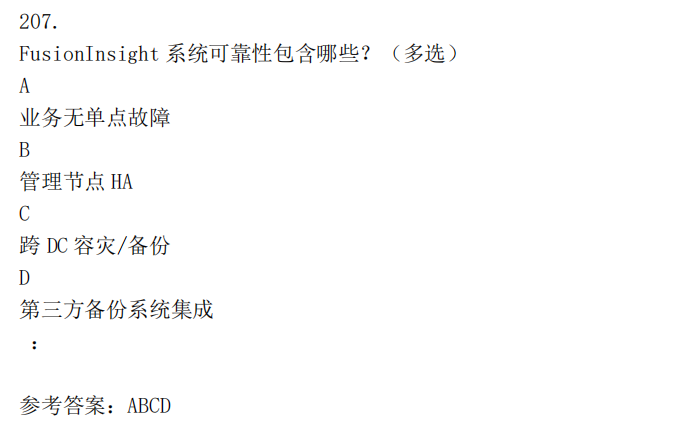 207.
FusionInsight 系统可靠性包含哪些？（多选）
A
业务无单点故障
B
管理节点 HA
C
跨 DC 容灾/备份
D
第三方备份系统集成
：
参考答案：ABCD